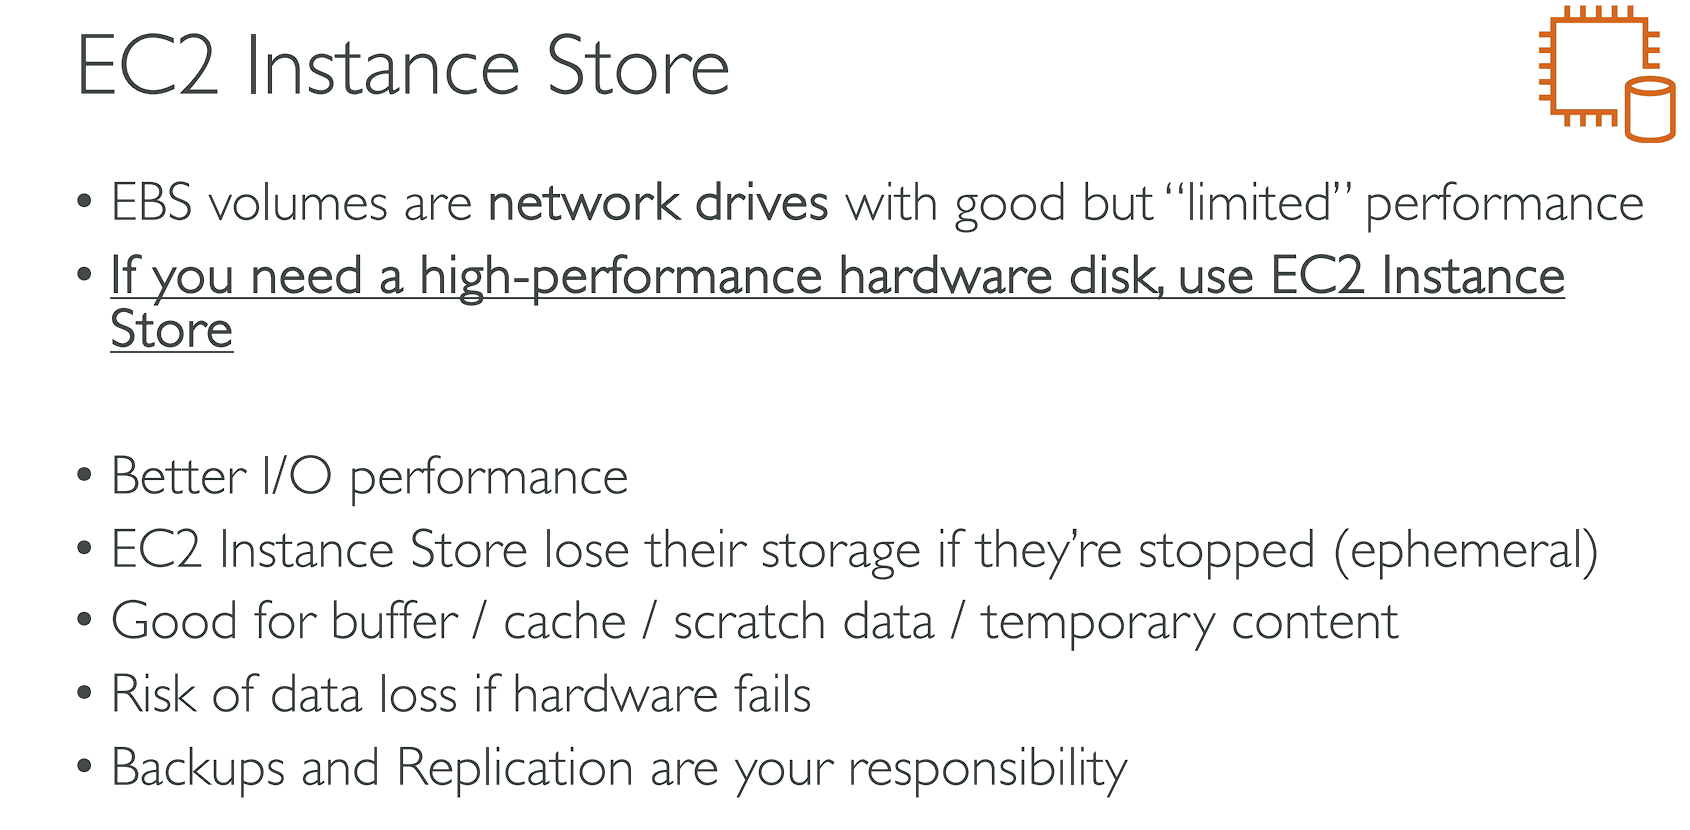 EC2 Instance Store
• EBS volumes are network drives with good but “limited” performance
• If you need a high-performance hardware disk, use EC2 Instance
Store
• Better I/O performance
• EC2 Instance Store lose their storage if they’re stopped (ephemeral)
• Good for buffer / cache / scratch data / temporary content
• Risk of data loss if hardware fails
• Backups and Replication are your responsibility